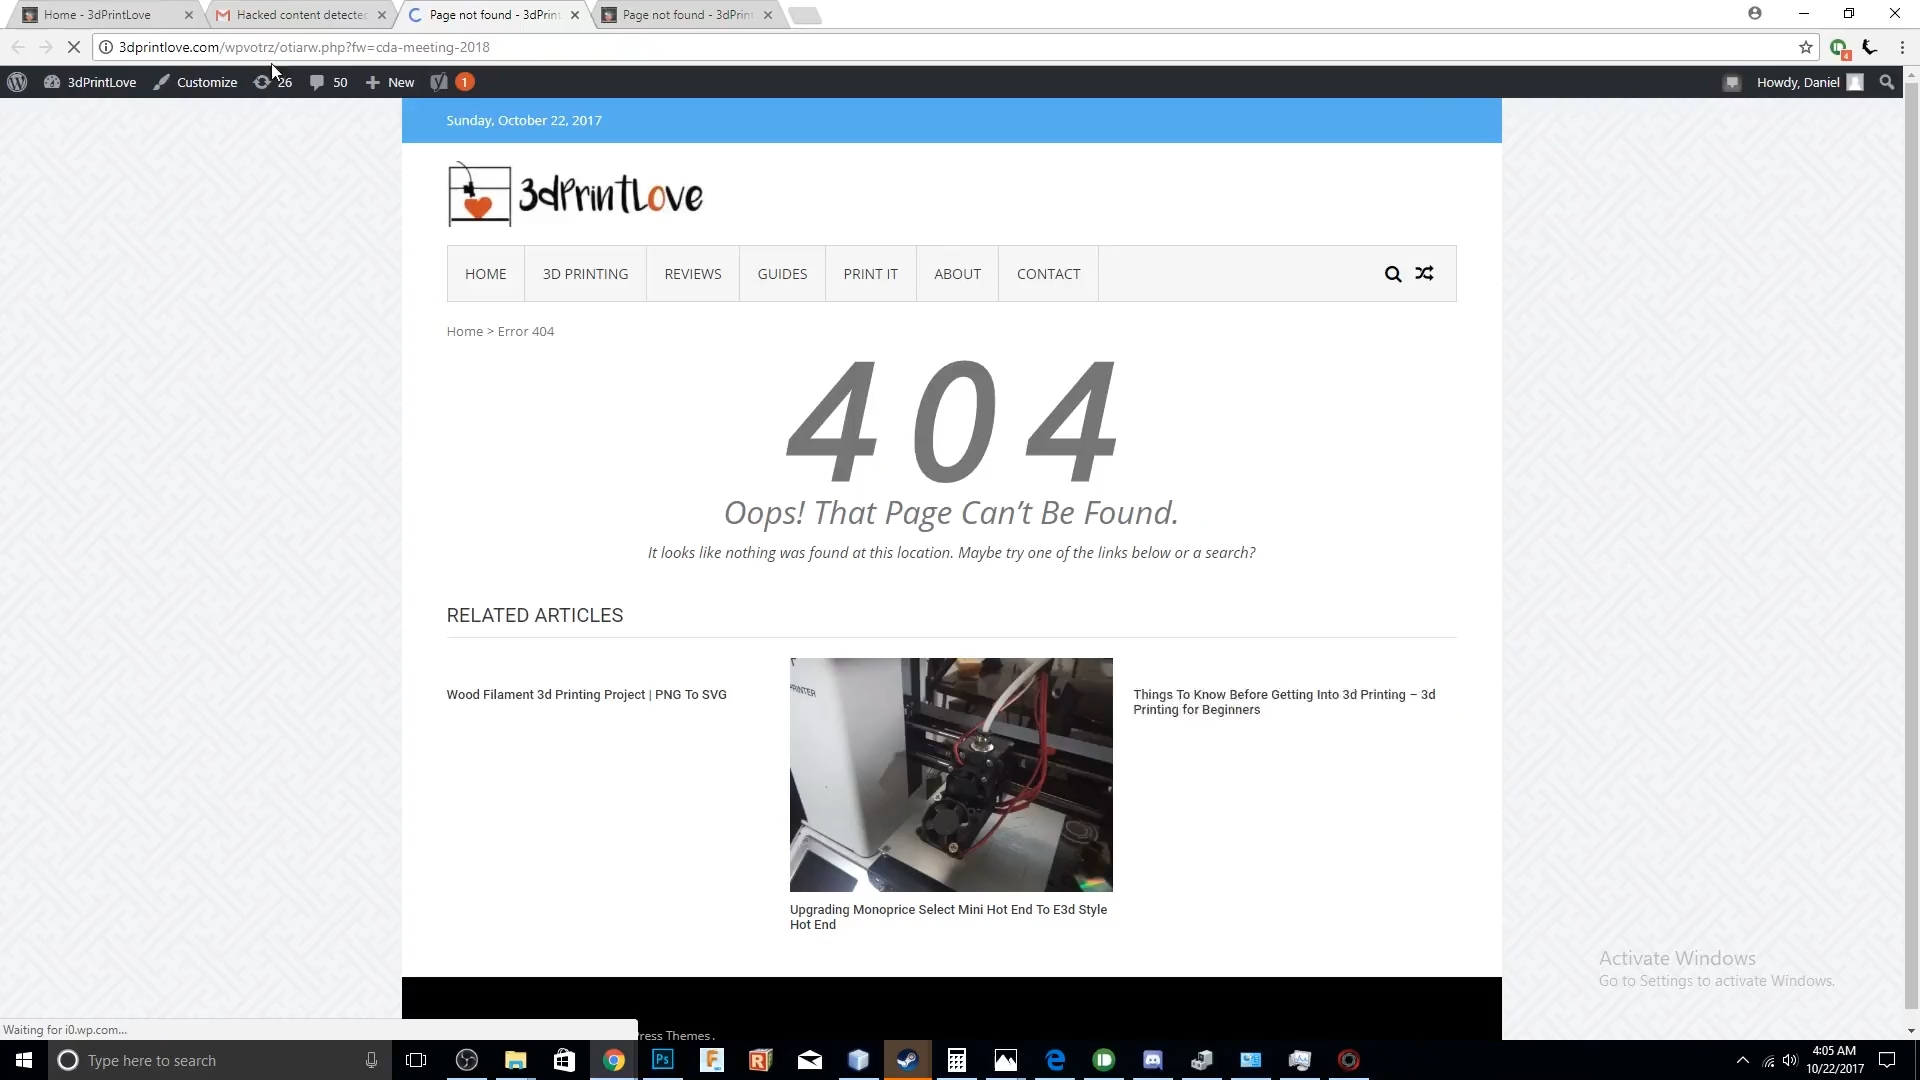 Home - 3dPrintLove
Hacked content detected
Page not found - 3dPrin
Page not found - 3dPrin
3dprintlove.com/wpvotrz/otiarw.php?fw=cda-meeting-2018
4
3dPrintLove
Customize
26
50
New
1
Howdy, Daniel
Sunday, October 22, 2017
3dPrintLove
HOME
3D PRINTING
REVIEWS
GUIDES
PRINT IT
ABOUT
CONTACT
Home > Error 404
404
Oops! That Page Can't Be Found.
It looks like nothing was found at this location. Maybe try one of the links below or a search?
RELATED ARTICLES
Wood Filament 3d Printing Project | PNG To SVG
PRINTER
Upgrading Monoprice Select Mini Hot End To E3d Style
Hot End
Things To Know Before Getting Into 3d Printing – 3d
Printing for Beginners
Activate Windows
Go to Settings to activate Windows.
Waiting for i0.wp.com...
ress Themes.
Type here to search
Ps
4:05 AM
10/22/2017